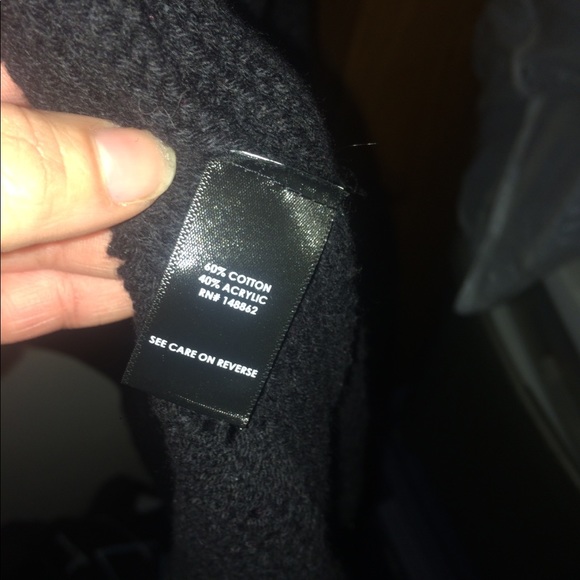 60% COTTON
40% ACRYLIC
RN# 148862
SEE CARE ON REVERSE